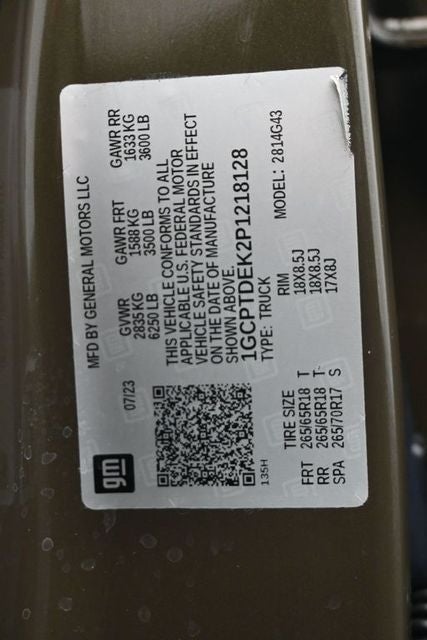 gm
MFD BY GENERAL MOTORS LLC
07/23
GVWR GAWR FRT GAWR RR
2835 KG 1588 KG 1633 KG
6250 LB 3500 LB 3600 LB
THIS VEHICLE CONFORMS TO ALL
APPLICABLE U.S. FEDERAL MOTOR
VEHICLE SAFETY STANDARDS IN EFFECT
ON THE DATE OF MANUFACTURE
SHOWN ABOVE.
1GCPTDEK2P1218128
TYPE: TRUCK MODEL: 2814G43
135H
TIRE SIZE RIM
FRT 265/65R18 T 18X8.5J
RR 265/65R18 T 18X8.5J
SPA 265/70R17 S 17X8J